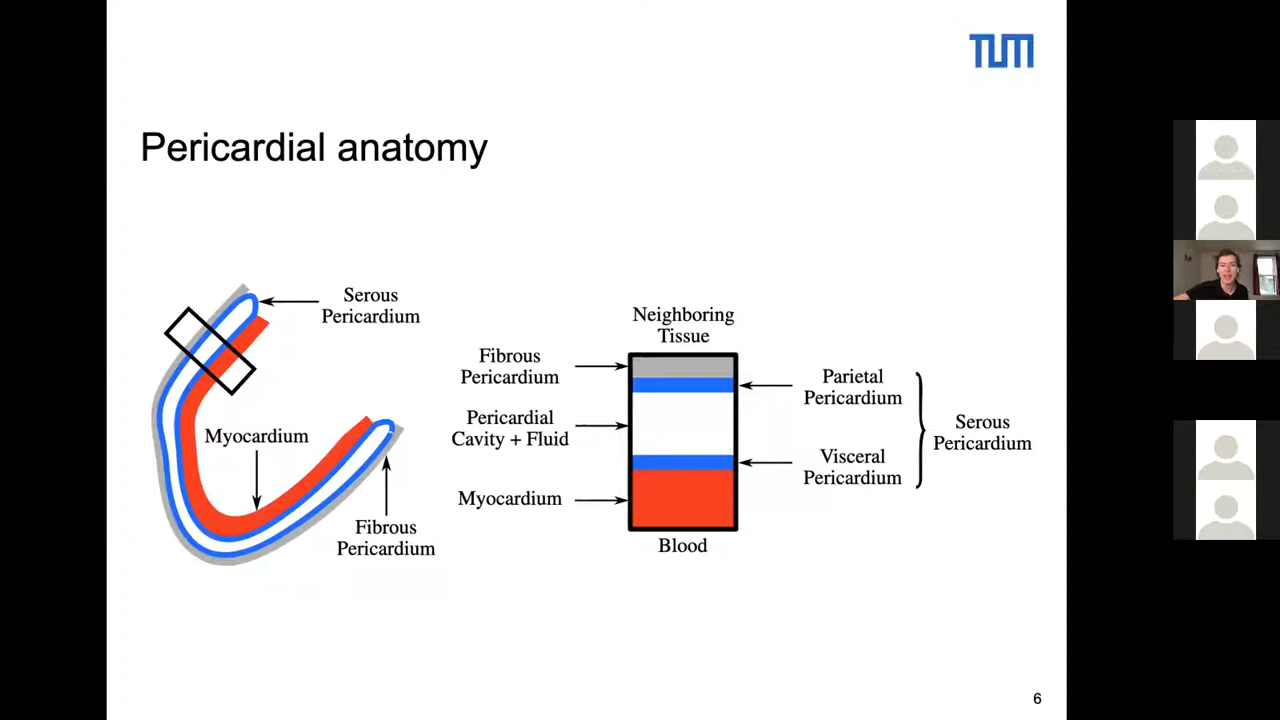 TUM
Pericardial anatomy
Serous
Pericardium
Myocardium
Fibrous
Pericardium
Neighboring
Tissue
Fibrous
Pericardium
Pericardial
Cavity + Fluid
Myocardium
Blood
Parietal
Pericardium
Visceral
Pericardium
Serous
Pericardium
6